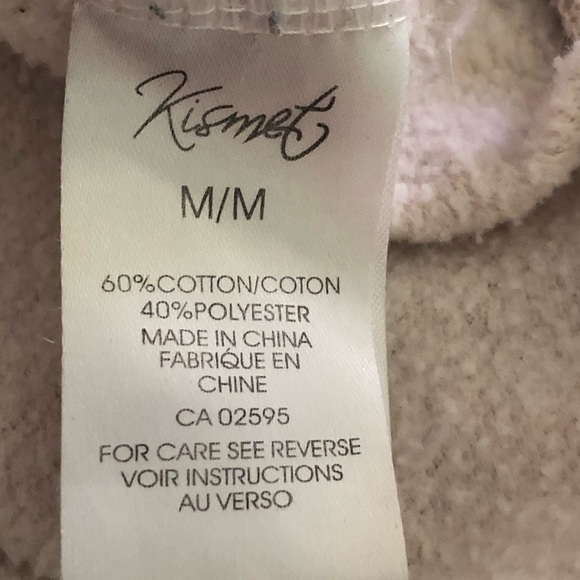 Kismet
M/M
60%COTTON/COTON
40%POLYESTER
MADE IN CHINA
FABRIQUE EN
CHINE
CA 02595
FOR CARE SEE REVERSE
VOIR INSTRUCTIONS
AU VERSO